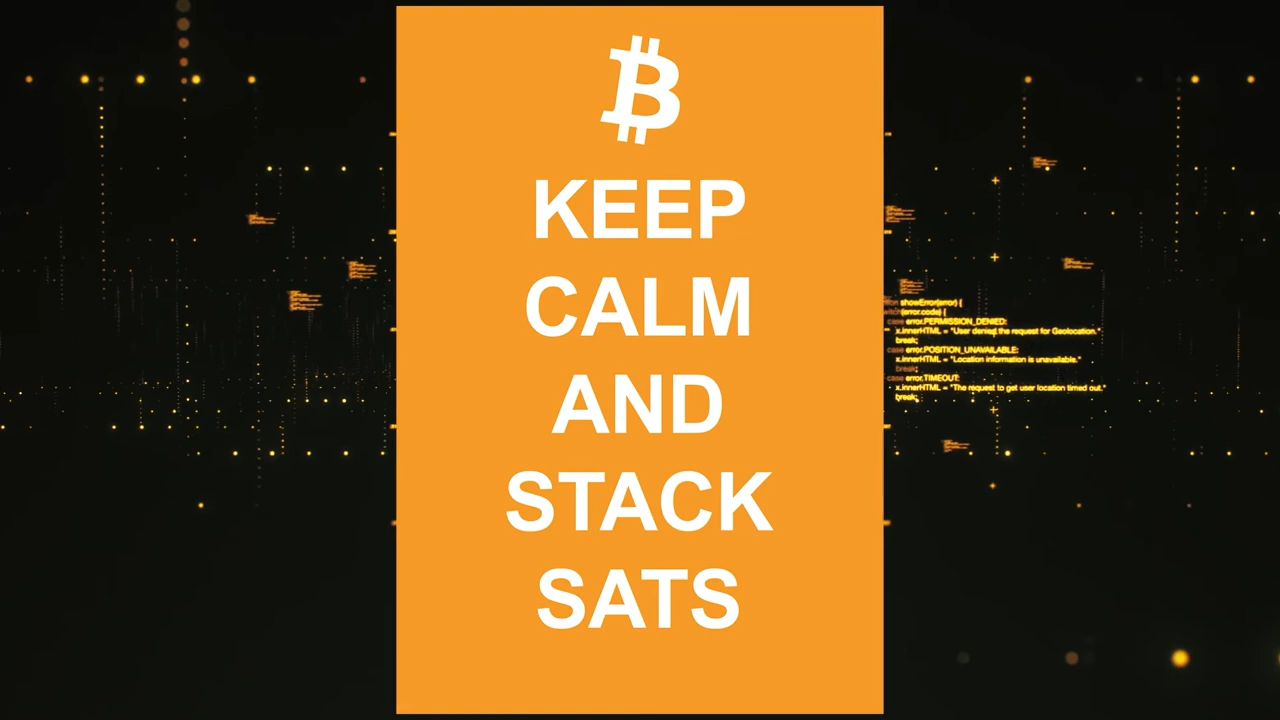 KEEP
CALM
AND
STACK
SATS
showError(error) {
(error.code) {
case error.PERMISSION_DENIED:
x.innerHTML = "User denied the request for Geolocation."
break;
case error.POSITION_UNAVAILABLE:
x.innerHTML = "Location information is unavailable."
break;
case error.TIMEOUT:
x.innerHTML = "The request to get user location timed out."
break;